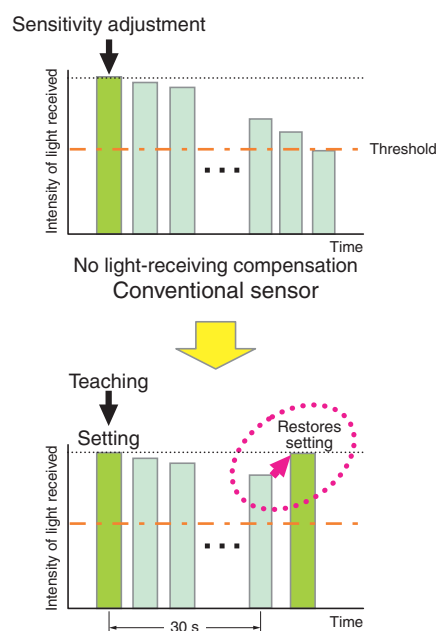 Sensitivity adjustment
Intensity of light received
Threshold
Time
No light-receiving compensation
Conventional sensor
Teaching
Setting
Restores
setting
Intensity of light received
30 s
Time